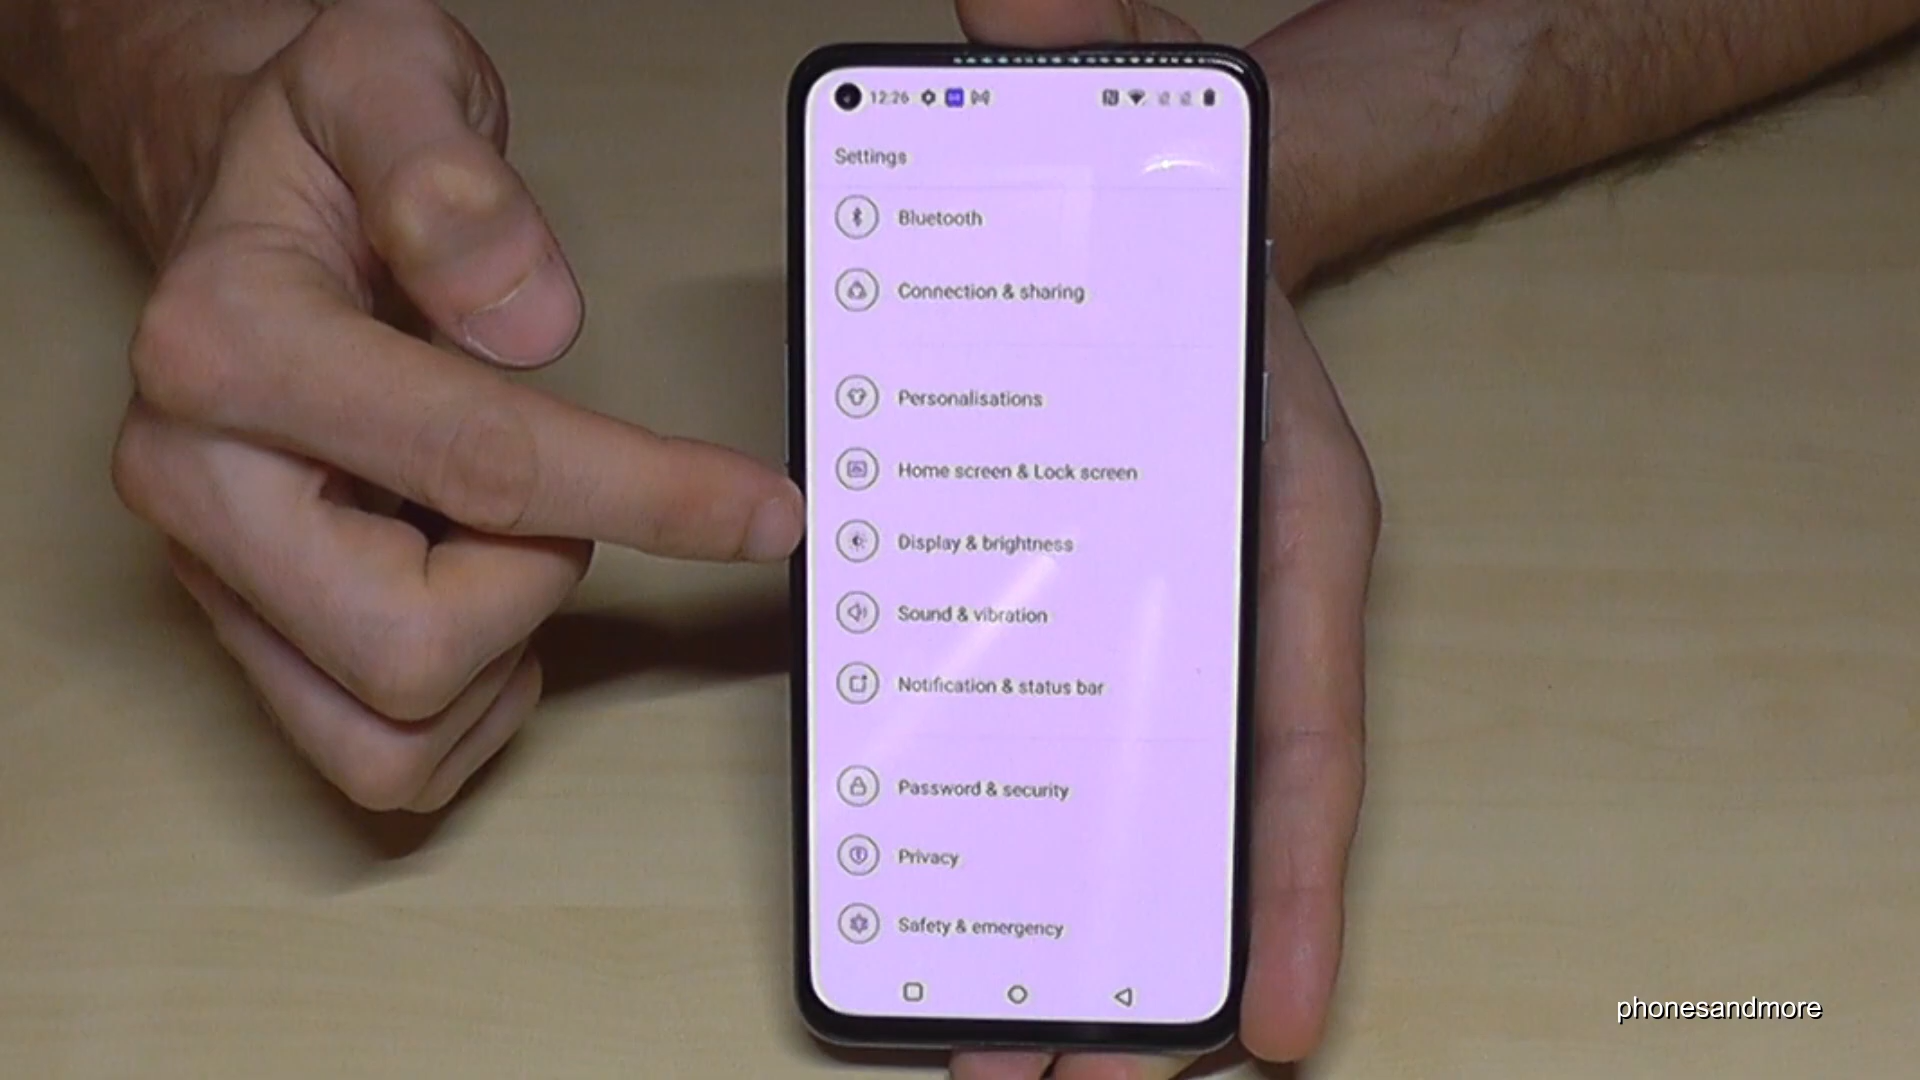 12:26
Settings
Bluetooth
Connection & sharing
Personalisations
Home screen & Lock screen
Display & brightness
Sound & vibration
Notification & status bar
Password & security
Privacy
Safety & emergency
phonesandmore